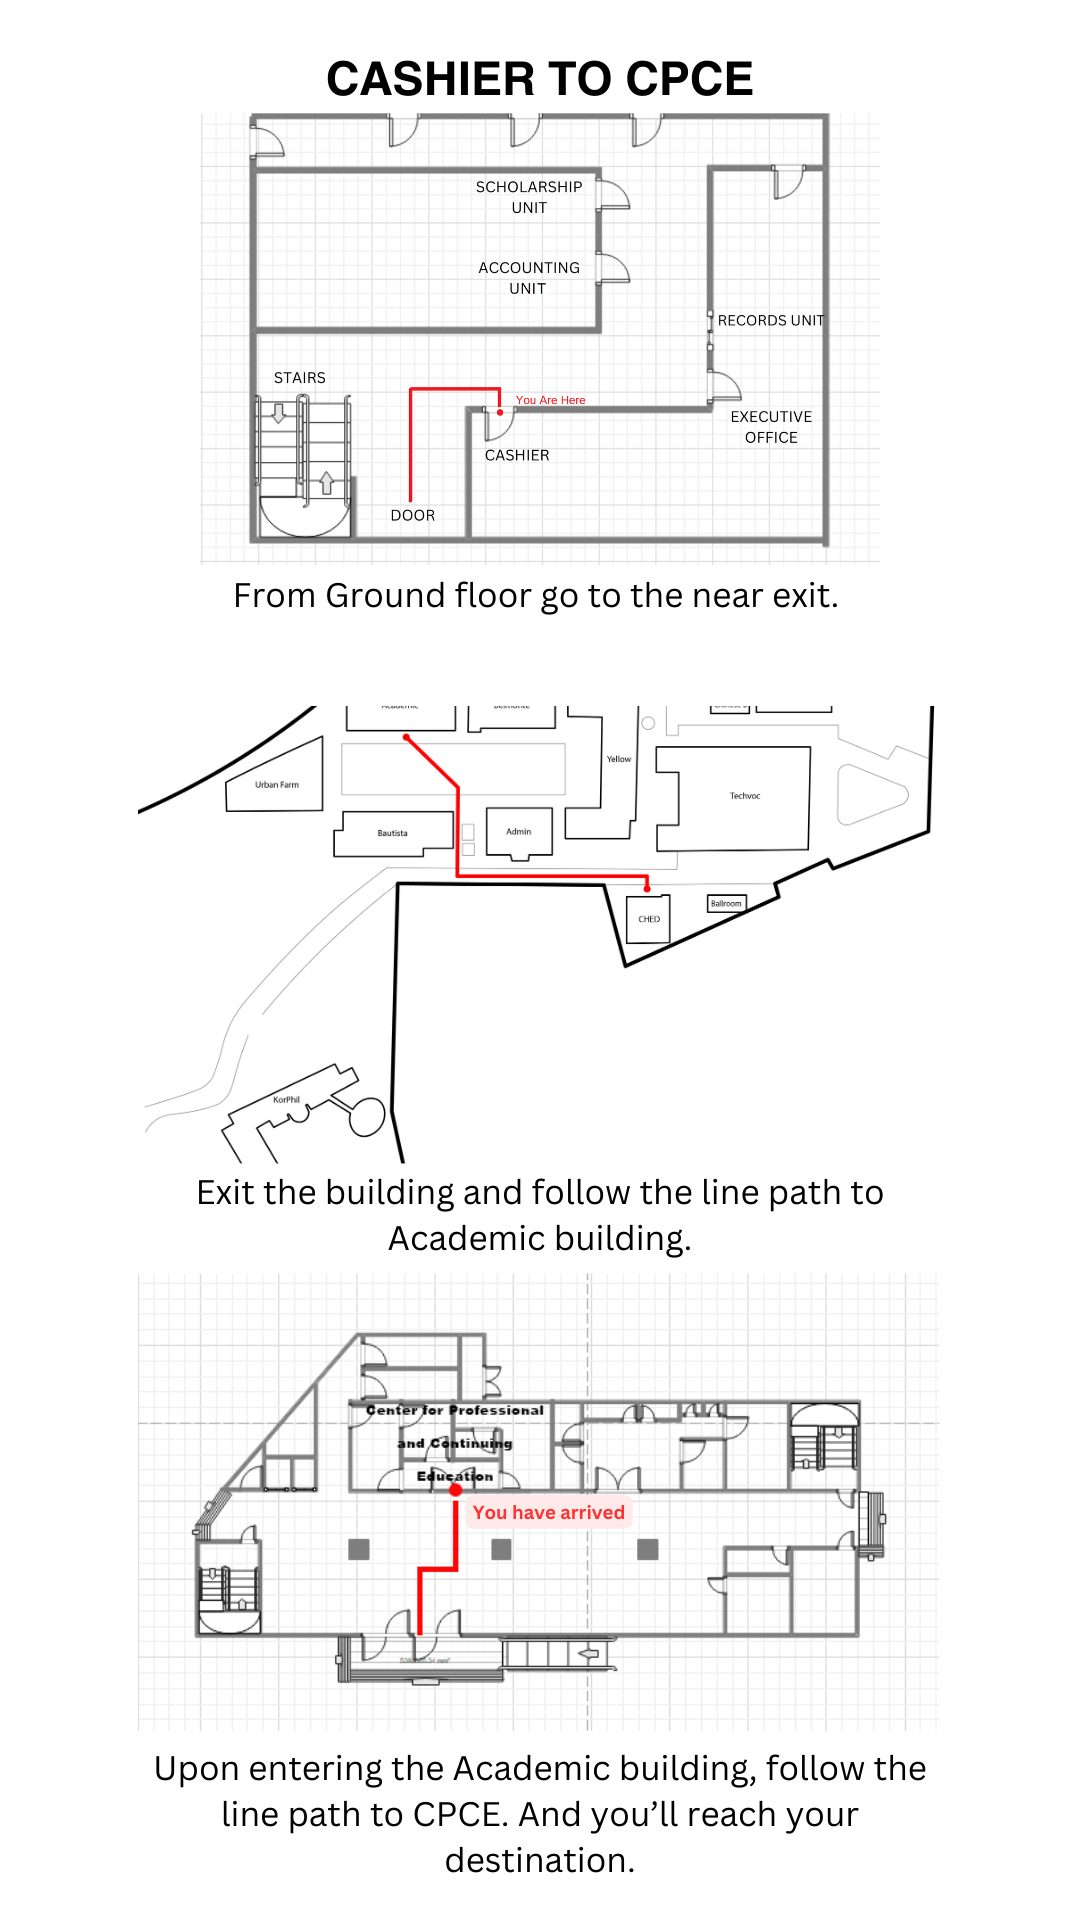 CASHIER TO CPCE
SCHOLARSHIP
UNIT
ACCOUNTING
UNIT
RECORDS UNIT
STAIRS
You Are Here
EXECUTIVE
OFFICE
CASHIER
DOOR
From Ground floor go to the near exit.
Academic
Belmonte
Yellow
Urban Farm
Techvoc
Bautista
Admin
CHED
Ballroom
KorPhil
Exit the building and follow the line path to
Academic building.
Center for Professional
and Continuing
Education
You have arrived
Upon entering the Academic building, follow the
line path to CPCE. And you’ll reach your
destination.